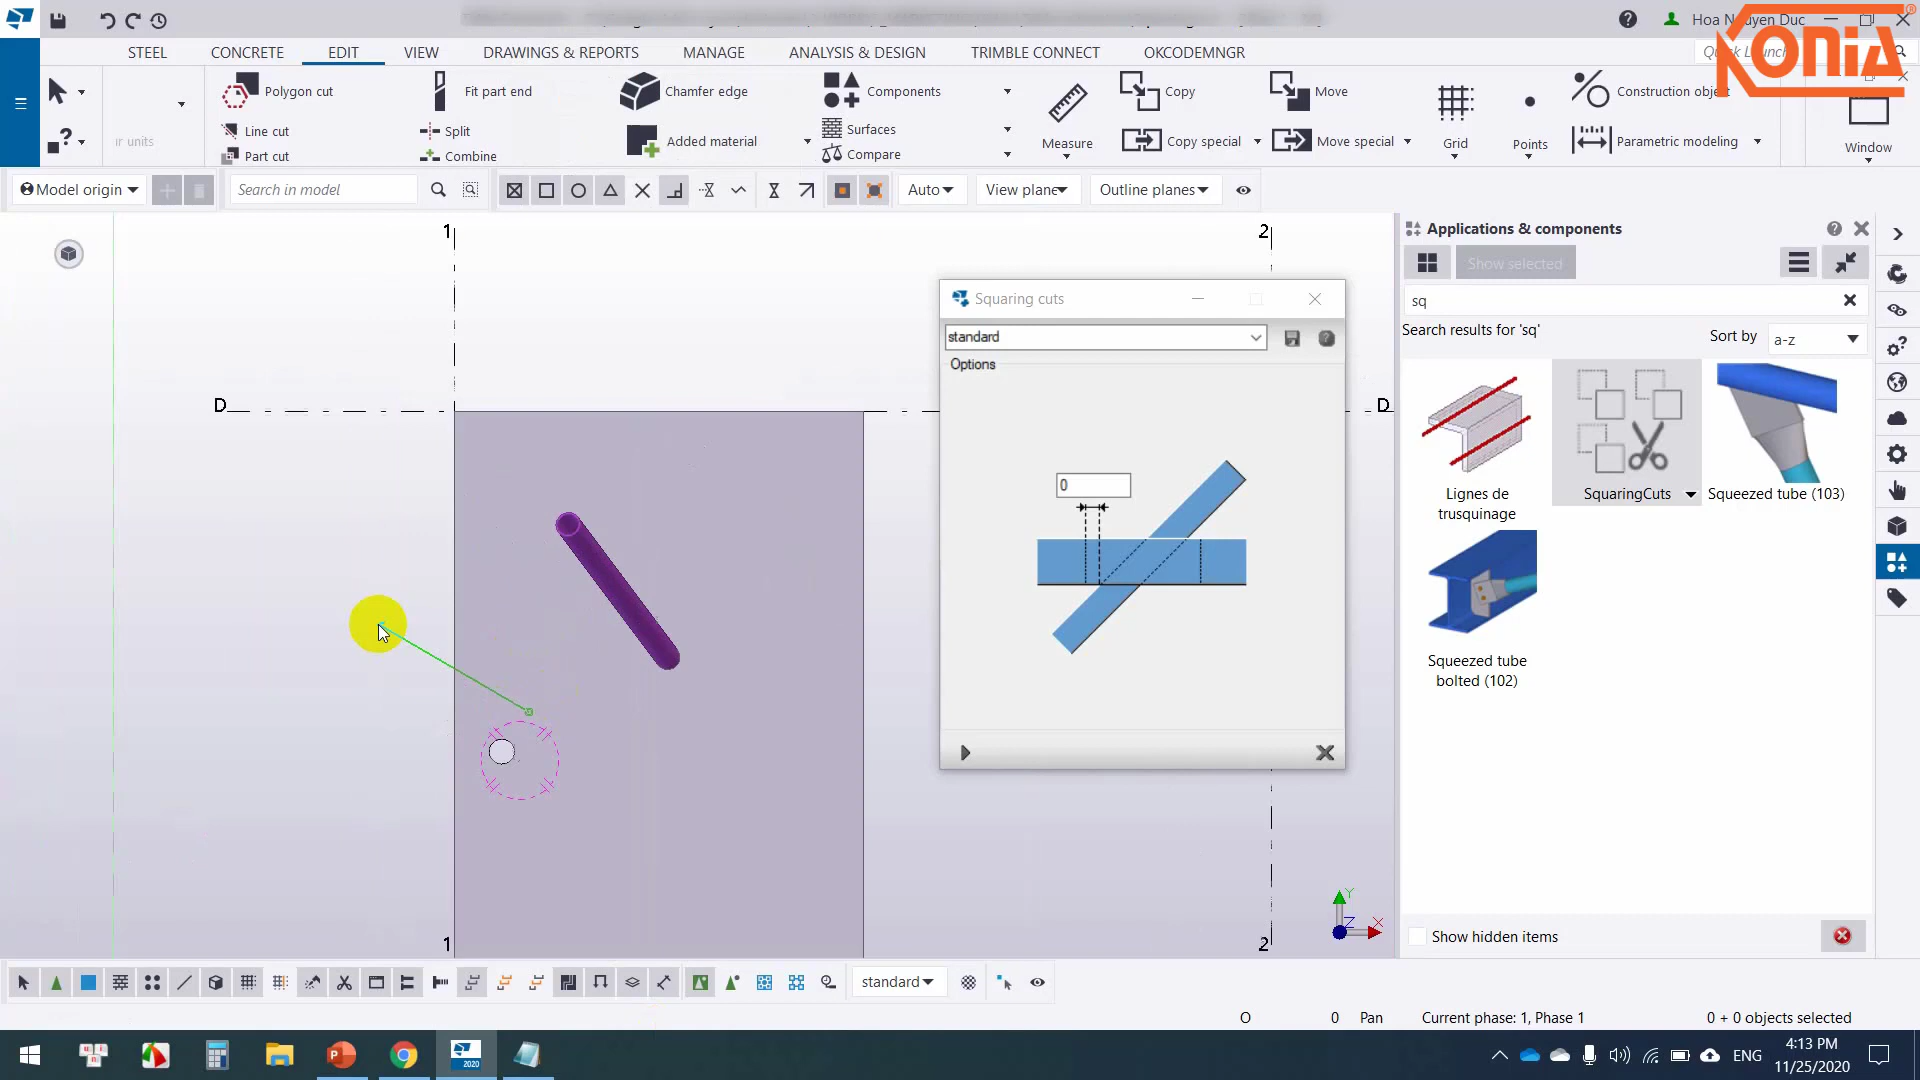 Hoa Nguyen Duc
KONIA
STEEL
CONCRETE
EDIT
VIEW
DRAWINGS & REPORTS
MANAGE
ANALYSIS & DESIGN
TRIMBLE CONNECT
OKCODEMNGR
Polygon cut
Line cut
Part cut
Fit part end
Split
Combine
Chamfer edge
Added material
Components
Surfaces
Compare
Measure
Copy
Copy special
Move
Move special
Grid
Points
Construction obje
Parametric modeling
Window
ir units
Model origin
Search in model
Auto
View plane
Outline planes
1
2
D
D
1
2
Squaring cuts
standard
Options
0
Applications & components
Show selected
sq
Search results for 'sq'
Sort by
a-z
Lignes de
trusquinage
SquaringCuts
Squeezed tube (103)
Squeezed tube
bolted (102)
Y
Z
X
Show hidden items
standard
O
0
Pan
Current phase: 1, Phase 1
0 + 0 objects selected
2020
ENG
4:13 PM
11/25/2020